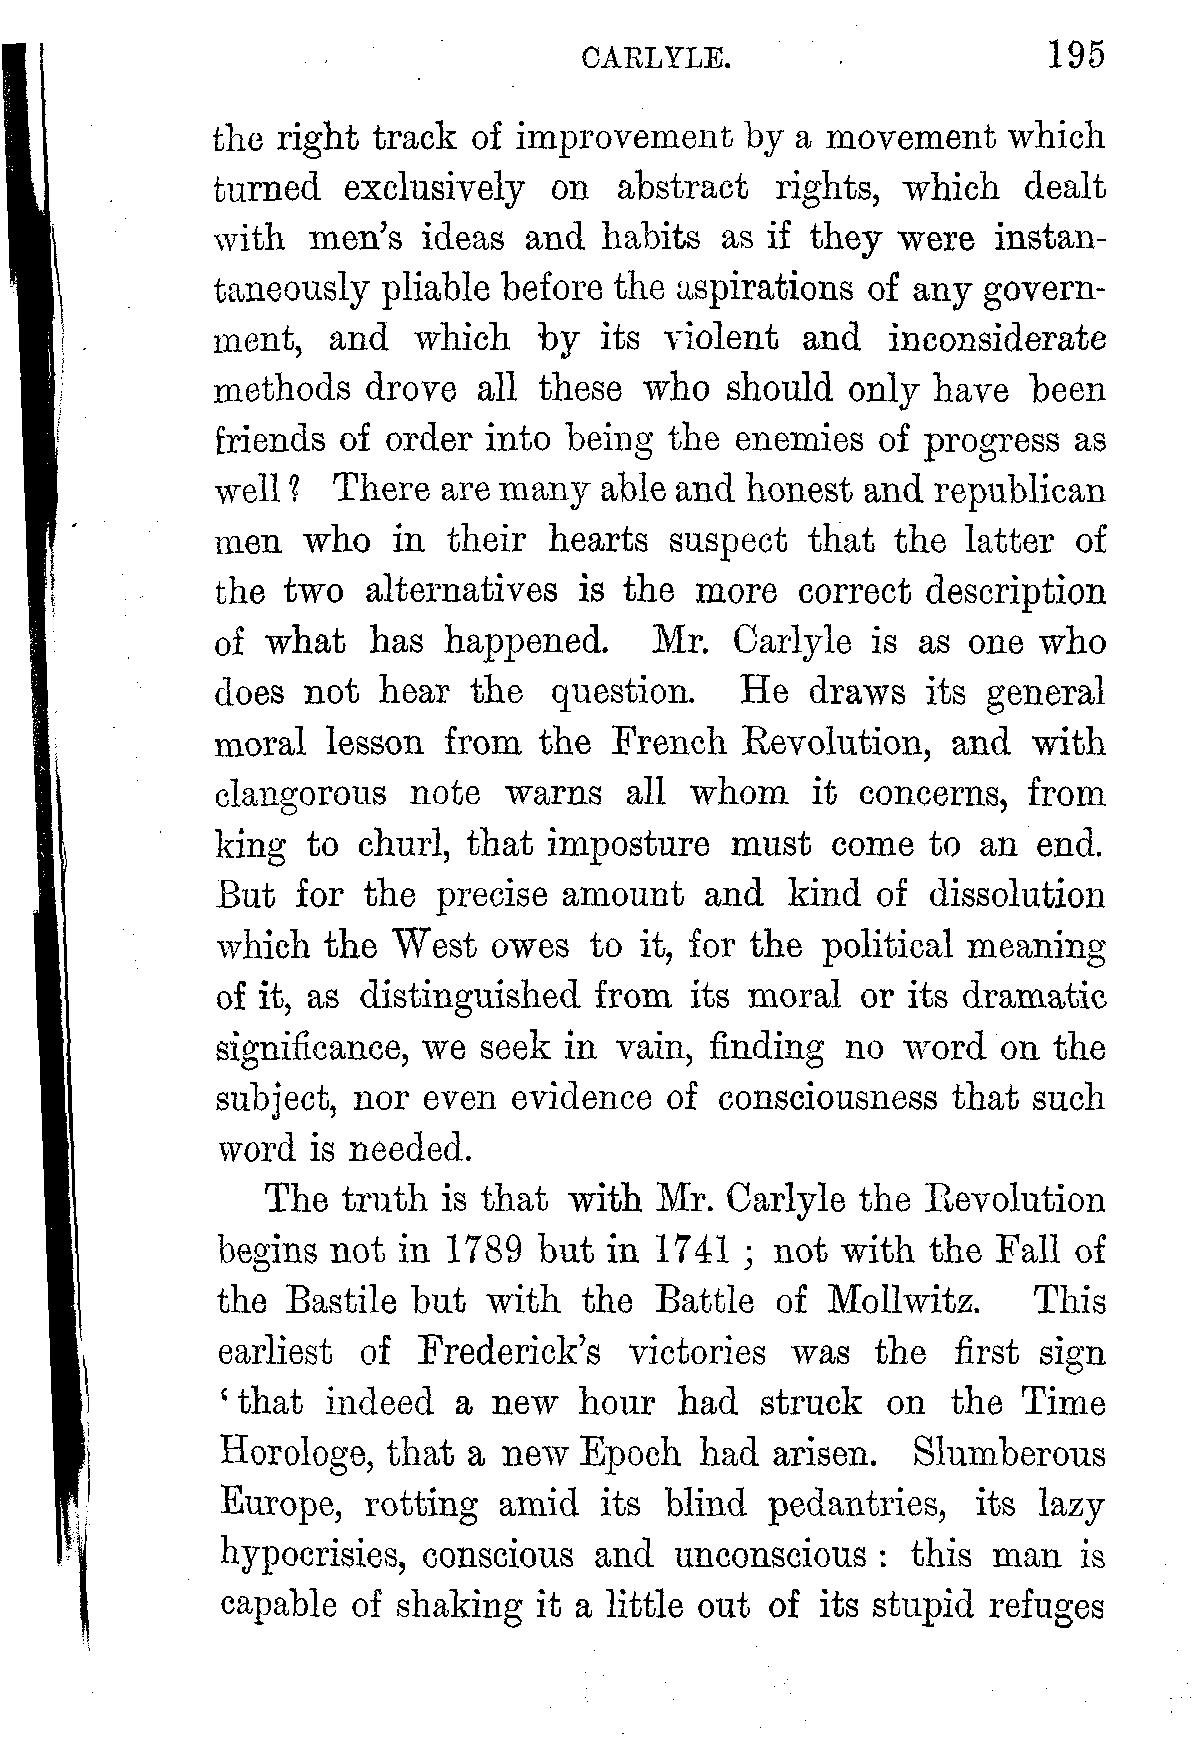 CARLYLE. 195
the right track of improvement by a movement which
turned exclusively on abstract rights, which dealt
with men's ideas and habits as if they were instan-
taneously pliable before the aspirations of any govern-
ment, and which by its violent and inconsiderate
methods drove all these who should only have been
friends of order into being the enemies of progress as
well? There are many able and honest and republican
men who in their hearts suspect that the latter of
the two alternatives is the more correct description
of what has happened. Mr. Carlyle is as one who
does not hear the question. He draws its general
moral lesson from the French Revolution, and with
clangorous note warns all whom it concerns, from
king to churl, that imposture must come to an end.
But for the precise amount and kind of dissolution
which the West owes to it, for the political meaning
of it, as distinguished from its moral or its dramatic
significance, we seek in vain, finding no word on the
subject, nor even evidence of consciousness that such
word is needed.
The truth is that with Mr. Carlyle the Revolution
begins not in 1789 but in 1741 ; not with the Fall of
the Bastile but with the Battle of Mollwitz. This
earliest of Frederick's victories was the first sign
‘that indeed a new hour had struck on the Time
Horologe, that a new Epoch had arisen. Slumberous
Europe, rotting amid its blind pedantries, its lazy
hypocrisies, conscious and unconscious : this man is
capable of shaking it a little out of its stupid refuges